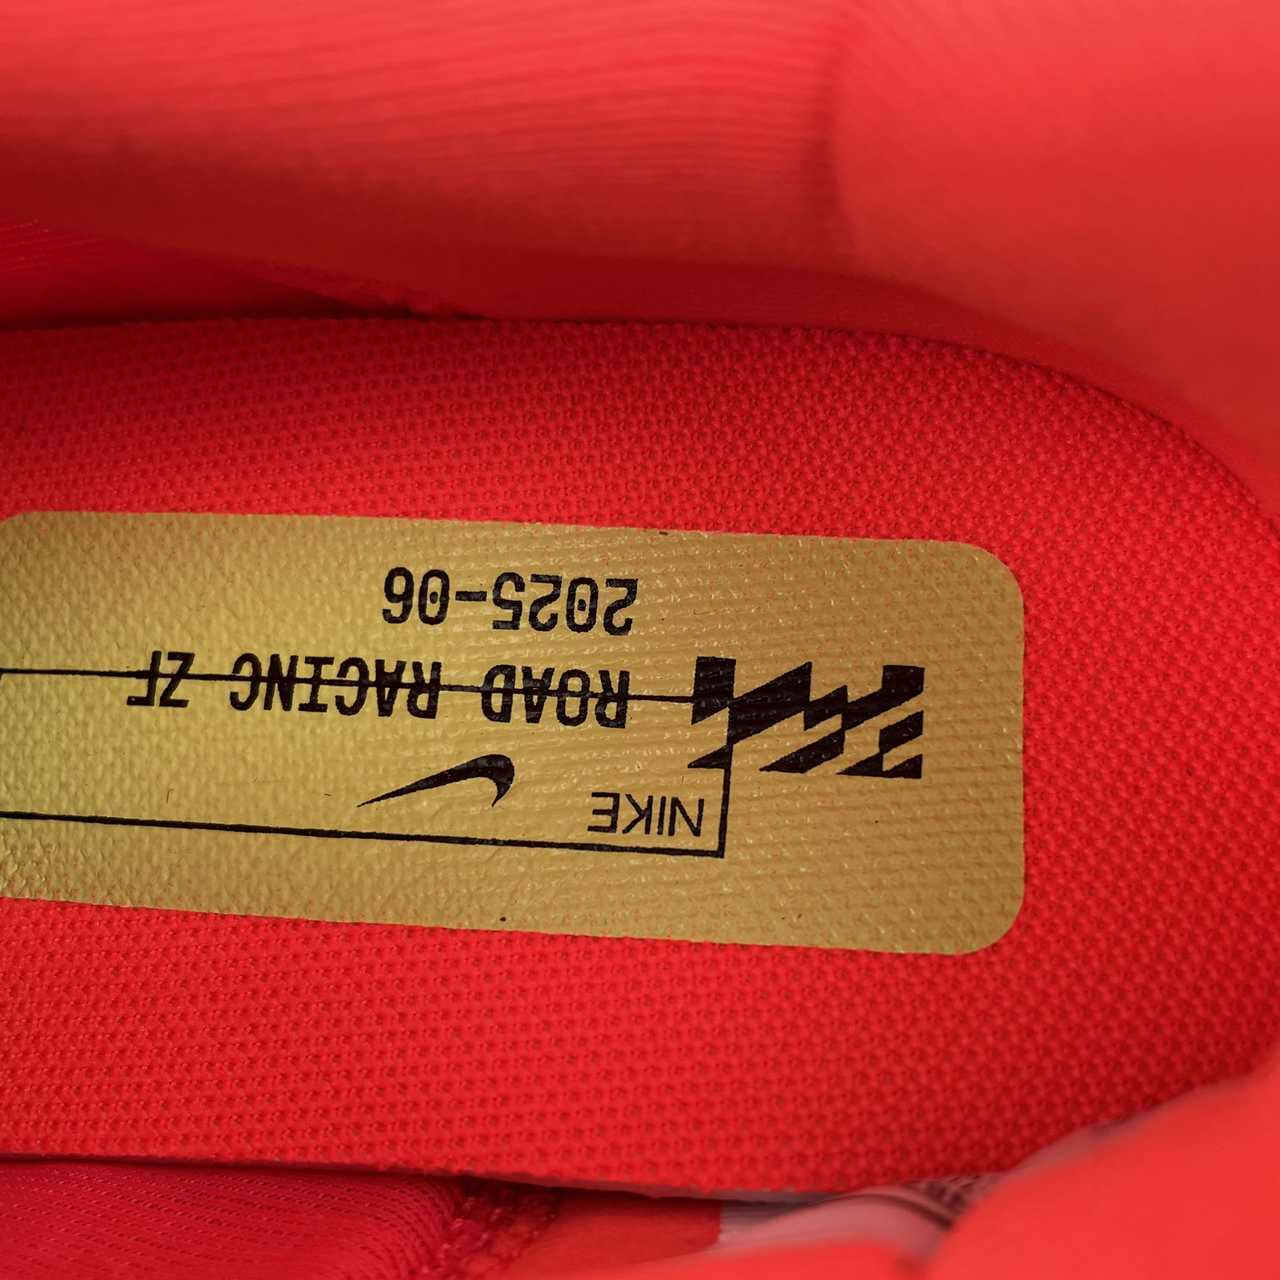 NIKE
ROAD RACING ZF
2025-06